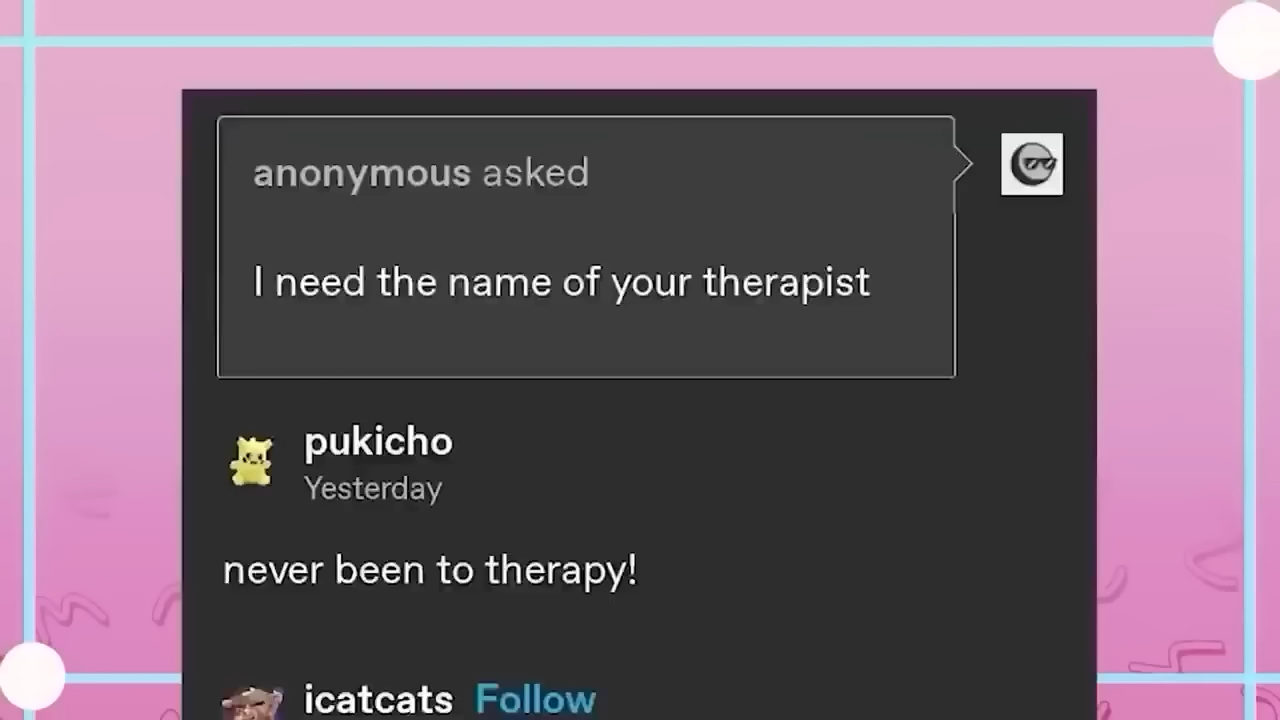 anonymous asked
I need the name of your therapist
pukicho
Yesterday
never been to therapy!
icatcats Follow